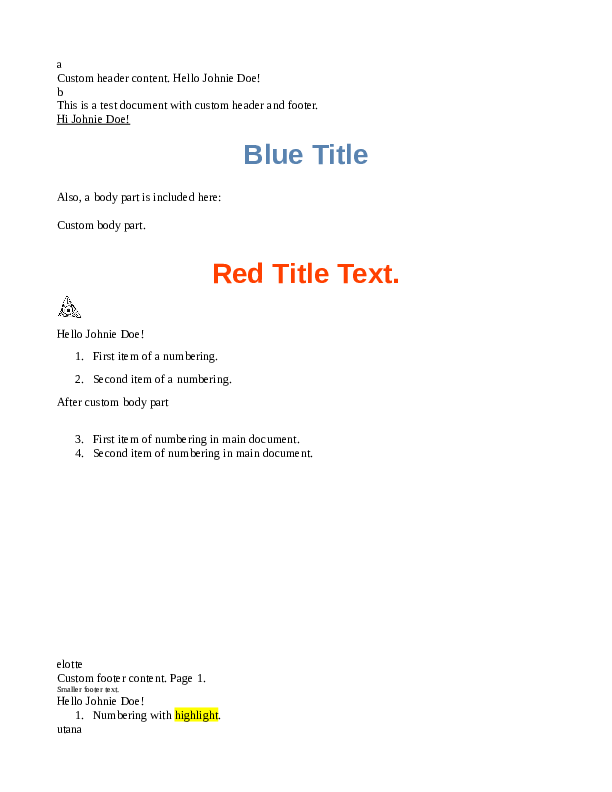 a
Custom header content. Hello Johnie Doe!
b
This is a test document with custom header and footer.
Hi Johnie Doe!
Blue Title
Also, a body part is included here:
Custom body part.
Red Title Text.
Hello Johnie Doe!
1. First item of a numbering.
2. Second item of a numbering.
After custom body part
3. First item of numbering in main document.
4. Second item of numbering in main document.
elotte
Custom footer content. Page 1.
Smaller footer text.
Hello Johnie Doe!
1. Numbering with highlight.
utana